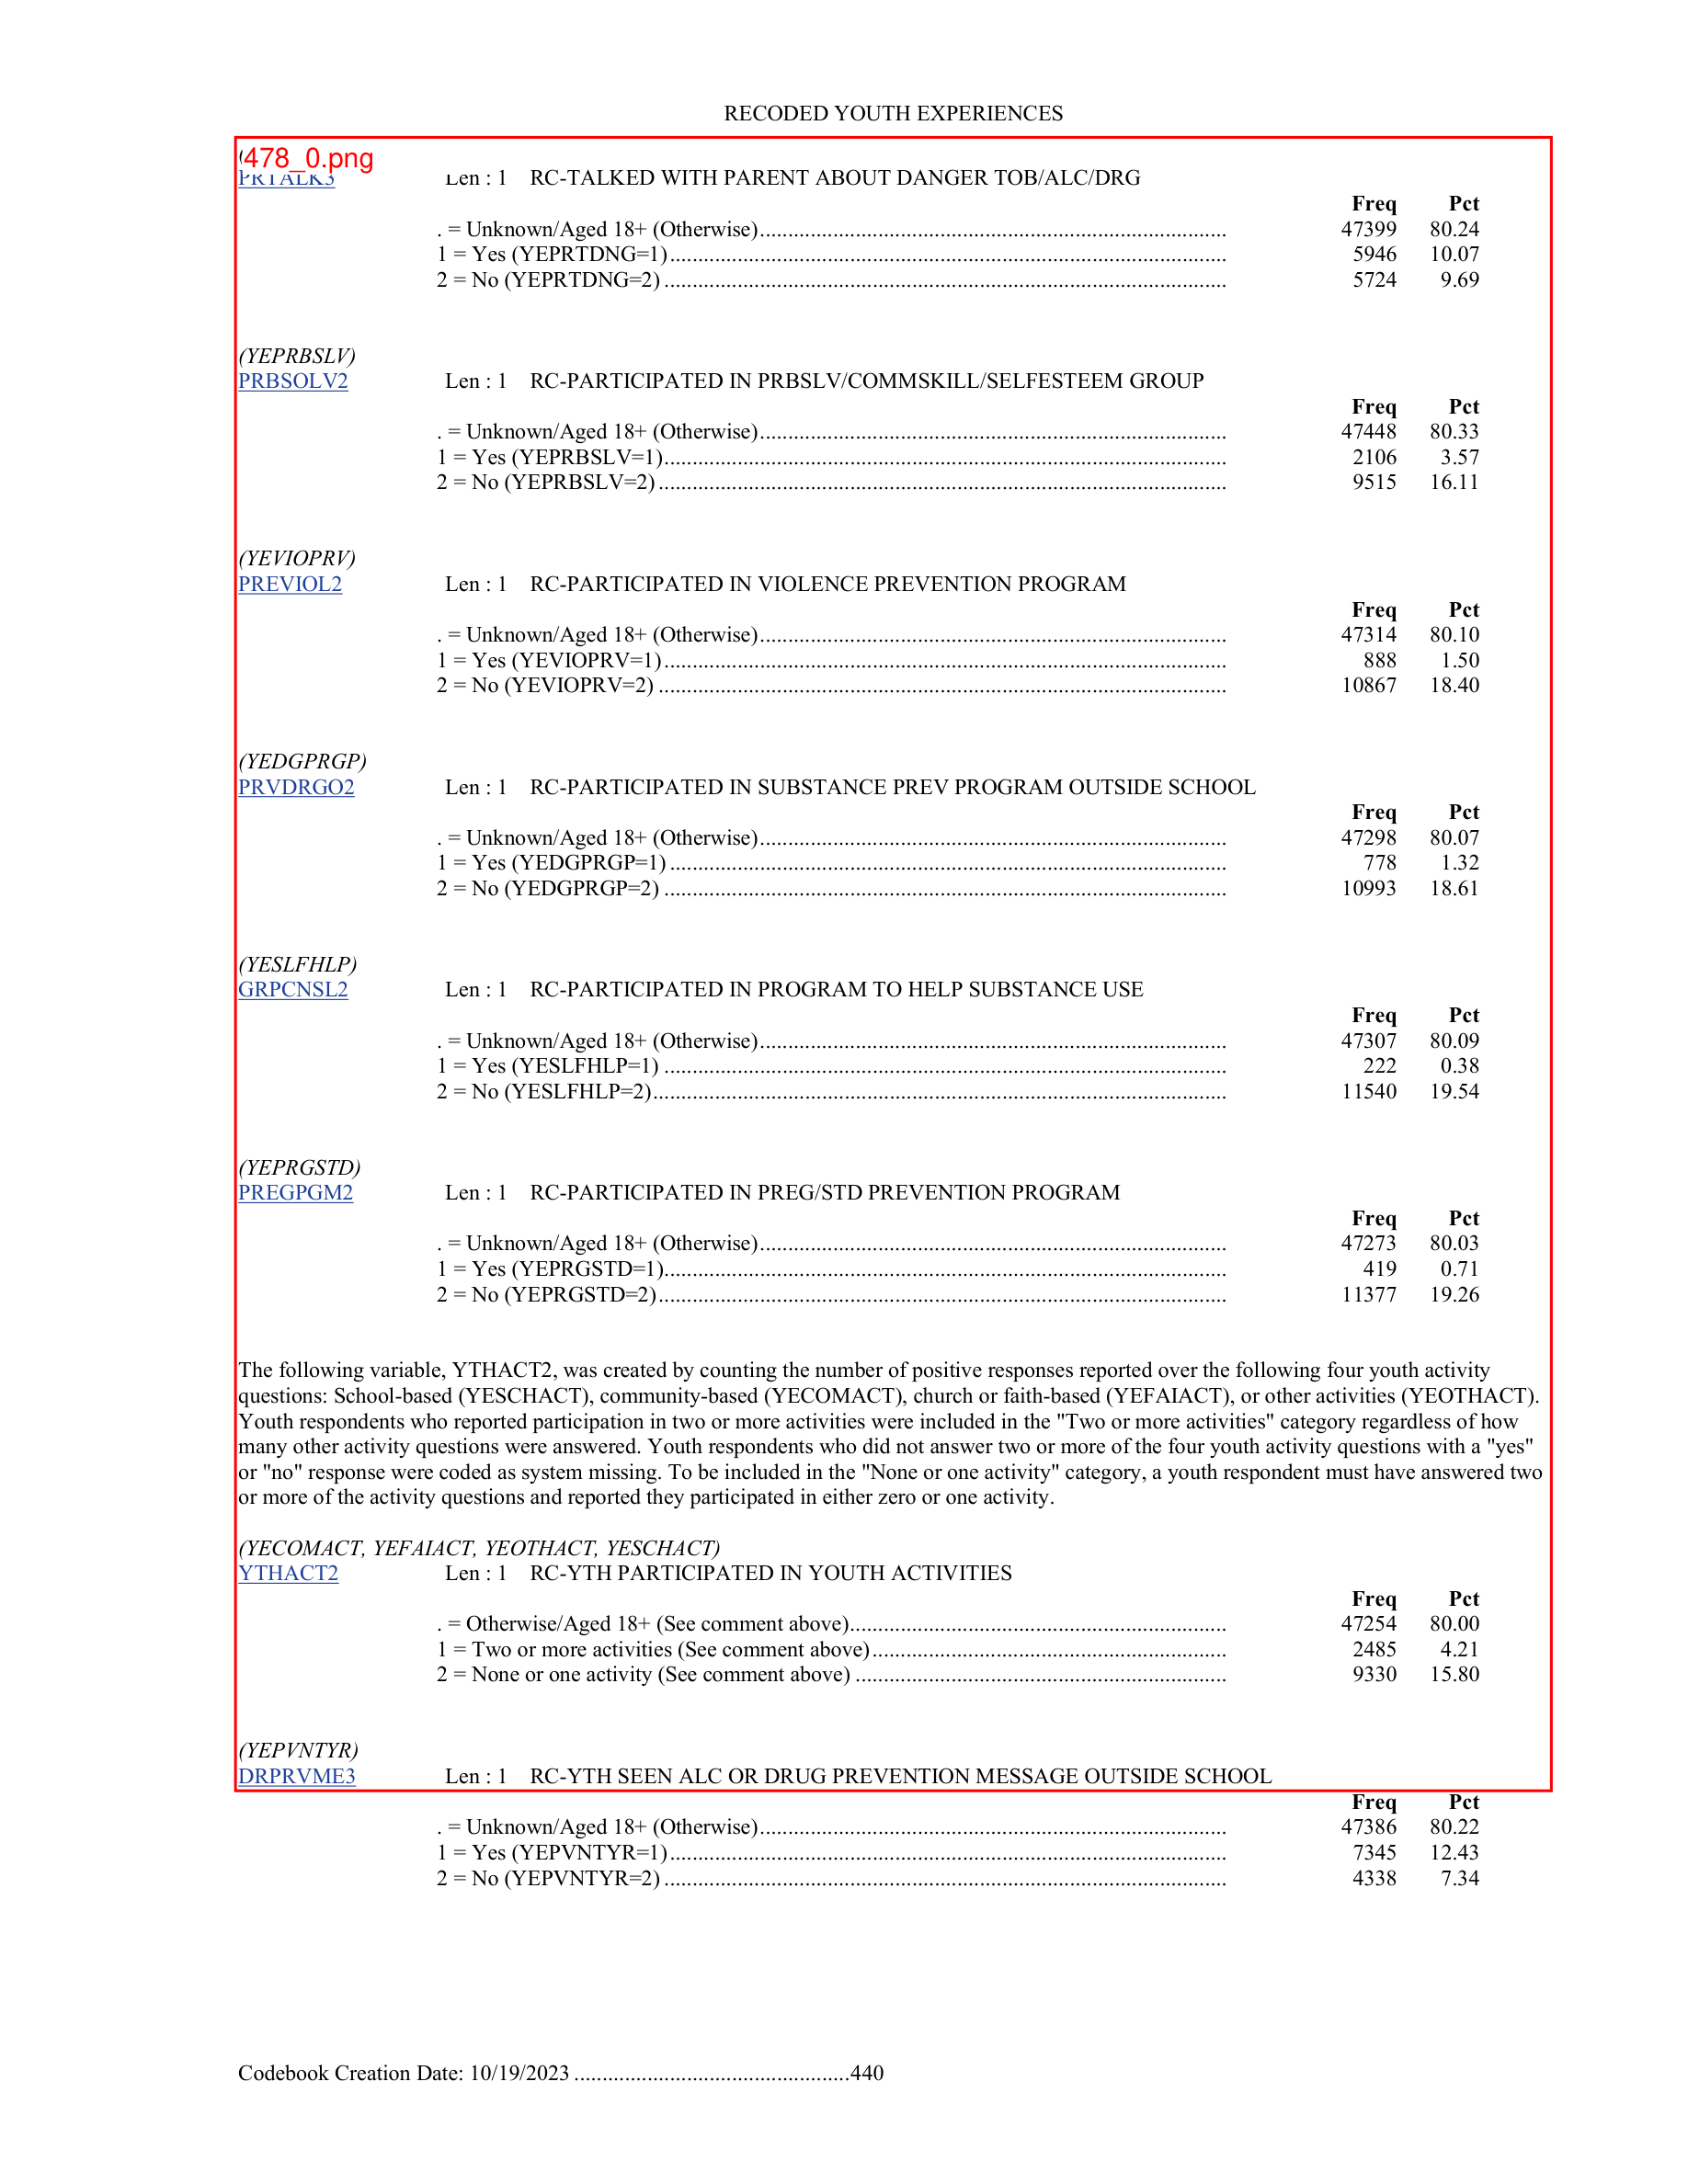 RECODED YOUTH EXPERIENCES
478_0.png
PRTALK3 Len : 1 RC-TALKED WITH PARENT ABOUT DANGER TOB/ALC/DRG
Freq Pct
. = Unknown/Aged 18+ (Otherwise)................................................................................... 47399 80.24
1 = Yes (YEPRTDNG=1)................................................................................................... 5946 10.07
2 = No (YEPRTDNG=2).................................................................................................... 5724 9.69
(YEPRBSLV)
PRBSOLV2 Len : 1 RC-PARTICIPATED IN PRBSLV/COMMSKILL/SELFESTEEM GROUP
Freq Pct
. = Unknown/Aged 18+ (Otherwise)................................................................................... 47448 80.33
1 = Yes (YEPRBSLV=1).................................................................................................... 2106 3.57
2 = No (YEPRBSLV=2)..................................................................................................... 9515 16.11
(YEVIOPRV)
PREVIOL2 Len : 1 RC-PARTICIPATED IN VIOLENCE PREVENTION PROGRAM
Freq Pct
. = Unknown/Aged 18+ (Otherwise)................................................................................... 47314 80.10
1 = Yes (YEVIOPRV=1).................................................................................................... 888 1.50
2 = No (YEVIOPRV=2) ..................................................................................................... 10867 18.40
(YEDGPRGP)
PRVDRGO2 Len : 1 RC-PARTICIPATED IN SUBSTANCE PREV PROGRAM OUTSIDE SCHOOL
Freq Pct
. = Unknown/Aged 18+ (Otherwise)................................................................................... 47298 80.07
1 = Yes (YEDGPRGP=1) ................................................................................................... 778 1.32
2 = No (YEDGPRGP=2) .................................................................................................... 10993 18.61
(YESLFHLP)
GRPCNSL2 Len : 1 RC-PARTICIPATED IN PROGRAM TO HELP SUBSTANCE USE
Freq Pct
. = Unknown/Aged 18+ (Otherwise)................................................................................... 47307 80.09
1 = Yes (YESLFHLP=1) .................................................................................................... 222 0.38
2 = No (YESLFHLP=2)...................................................................................................... 11540 19.54
(YEPRGSTD)
PREGPGM2 Len : 1 RC-PARTICIPATED IN PREG/STD PREVENTION PROGRAM
Freq Pct
. = Unknown/Aged 18+ (Otherwise)................................................................................... 47273 80.03
1 = Yes (YEPRGSTD=1).................................................................................................... 419 0.71
2 = No (YEPRGSTD=2)..................................................................................................... 11377 19.26
The following variable, YTHACT2, was created by counting the number of positive responses reported over the following four youth activity
questions: School-based (YESCHACT), community-based (YECOMACT), church or faith-based (YEFAIACT), or other activities (YEOTHACT).
Youth respondents who reported participation in two or more activities were included in the "Two or more activities" category regardless of how
many other activity questions were answered. Youth respondents who did not answer two or more of the four youth activity questions with a "yes"
or "no" response were coded as system missing. To be included in the "None or one activity" category, a youth respondent must have answered two
or more of the activity questions and reported they participated in either zero or one activity.
(YECOMACT, YEFAIACT, YEOTHACT, YESCHACT)
YTHACT2 Len : 1 RC-YTH PARTICIPATED IN YOUTH ACTIVITIES
Freq Pct
. = Otherwise/Aged 18+ (See comment above)................................................................... 47254 80.00
1 = Two or more activities (See comment above)............................................................... 2485 4.21
2 = None or one activity (See comment above) .................................................................. 9330 15.80
(YEPVNTYR)
DRPRVME3 Len : 1 RC-YTH SEEN ALC OR DRUG PREVENTION MESSAGE OUTSIDE SCHOOL
Freq Pct
. = Unknown/Aged 18+ (Otherwise)................................................................................... 47386 80.22
1 = Yes (YEPVNTYR=1)................................................................................................... 7345 12.43
2 = No (YEPVNTYR=2).................................................................................................... 4338 7.34
Codebook Creation Date: 10/19/2023 .................................................440